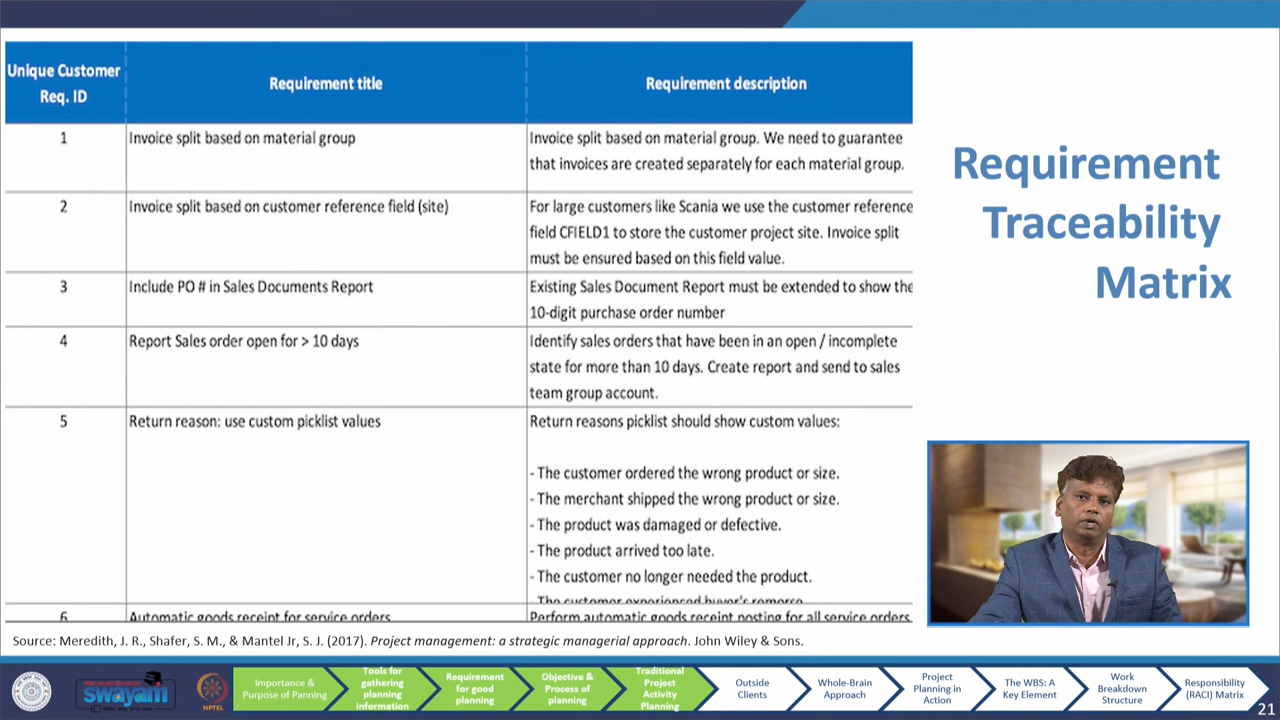 Unique Customer
Req. ID
Requirement title
Requirement description
1
Invoice split based on material group
Invoice split based on material group. We need to guarantee
that invoices are created separately for each material group.
2
Invoice split based on customer reference field (site)
For large customers like Scania we use the customer reference
field CFIELD1 to store the customer project site. Invoice split
must be ensured based on this field value.
3
Include PO # in Sales Documents Report
Existing Sales Document Report must be extended to show the
10-digit purchase order number
4
Report Sales order open for > 10 days
Identify sales orders that have been in an open / incomplete
state for more than 10 days. Create report and send to sales
team group account.
5
Return reason: use custom picklist values
Return reasons picklist should show custom values:
- The customer ordered the wrong product or size.
- The merchant shipped the wrong product or size.
- The product was damaged or defective.
- The product arrived too late.
- The customer no longer needed the product.
- The customer experienced buyer's remorse
6
Automatic goods receipt for service orders
Perform automatic goods receipt posting for all service orders
Requirement
Traceability
Matrix
Source: Meredith, J. R., Shafer, S. M., & Mantel Jr, S. J. (2017). Project management: a strategic managerial approach. John Wiley & Sons.
swayam
NPTEL
Importance &
Purpose of Panning
Tools for
gathering
planning
information
Requirement
for good
planning
Objective &
Process of
planning
Traditional
Project
Activity
Planning
Outside
Clients
Whole-Brain
Approach
Project
Planning in
Action
The WBS: A
Key Element
Work
Breakdown
Structure
Responsibility
(RACI) Matrix
21